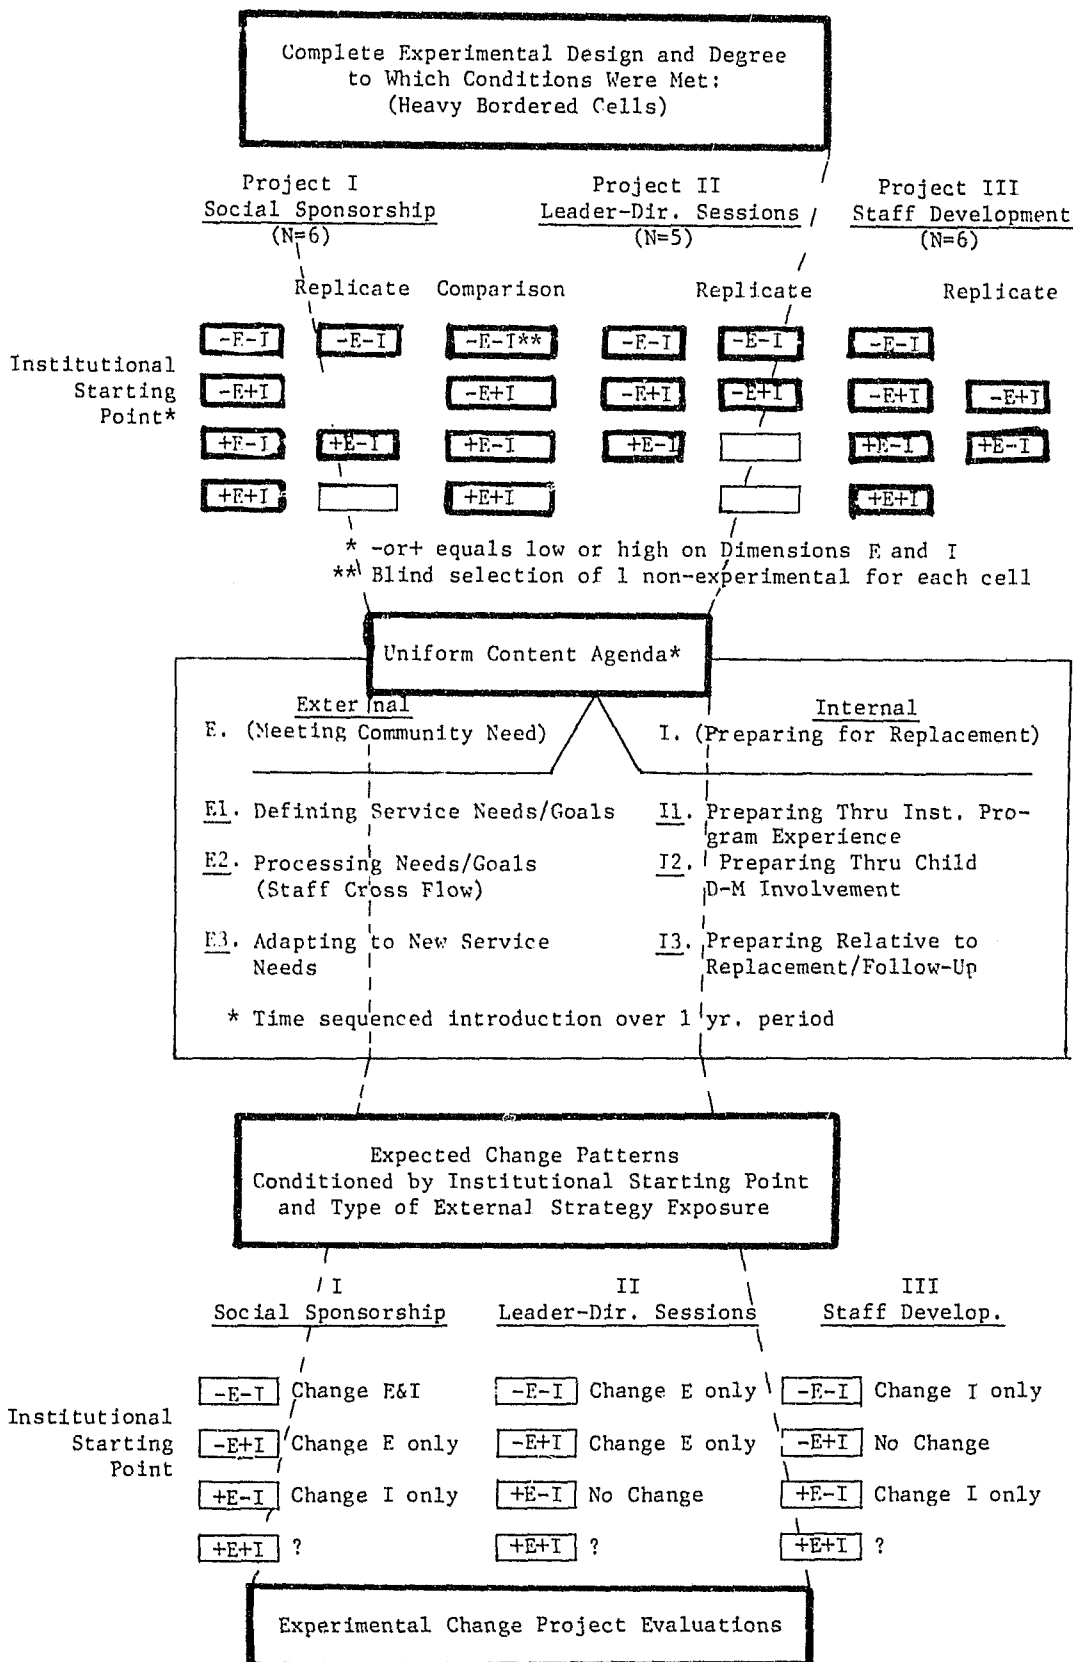 Complete Experimental Design and Degree
to Which Conditions Were Met:
(Heavy Bordered Cells)
Project I
Social Sponsorship
(N=6)
Project II
Leader-Dir. Sessions
(N=5)
Project III
Staff Development
(N=6)
Replicate Comparison Replicate Replicate
Institutional
Starting
Point*
-E-I -E-I -E-I** -E-I -E-I -E-I
-E+I -E+I -E+I -E+I -E+I -E+I
+E-I +E-I +E-I +E-I +E-I +E-I
+E+I +E+I +E+I
* -or+ equals low or high on Dimensions E and I
** Blind selection of 1 non-experimental for each cell
Uniform Content Agenda*
External
E. (Meeting Community Need)
E1. Defining Service Needs/Goals
E2. Processing Needs/Goals
(Staff Cross Flow)
E3. Adapting to New Service
Needs
Internal
I. (Preparing for Replacement)
I1. Preparing Thru Inst. Pro-
gram Experience
I2. Preparing Thru Child
D-M Involvement
I3. Preparing Relative to
Replacement/Follow-Up
* Time sequenced introduction over 1 yr. period
Expected Change Patterns
Conditioned by Institutional Starting Point
and Type of External Strategy Exposure
I
Social Sponsorship
II
Leader-Dir. Sessions
III
Staff Develop.
Institutional
Starting
Point
-E-I Change E&I -E-I Change E only -E-I Change I only
-E+I Change E only -E+I Change E only -E+I No Change
+E-I Change I only +E-I No Change +E-I Change I only
+E+I ? +E+I ? +E+I ?
Experimental Change Project Evaluations